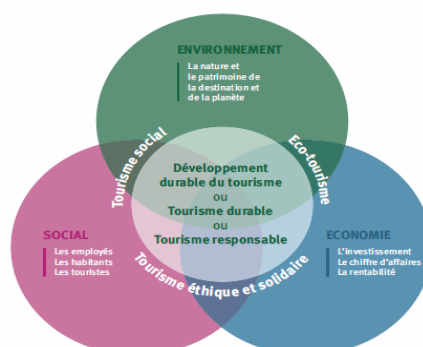 ENVIRONNEMENT
La nature et
le patrimoine de
la destination et
de la planète
Tourisme social
Eco-tourisme
Développement
durable du tourisme
ou
Tourisme durable
ou
Tourisme responsable
SOCIAL
Les employés
Les habitants
Les touristes
ECONOMIE
L'investissement
Le chiffre d'affaires
La rentabilité
Tourisme éthique et solidaire